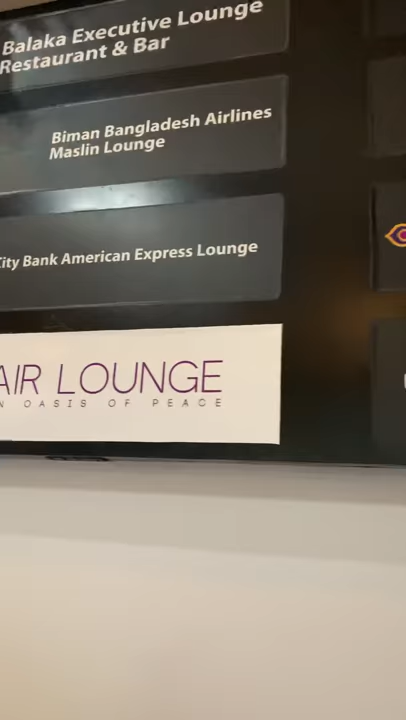 Balaka Executive Lounge
Restaurant & Bar
Biman Bangladesh Airlines
Maslin Lounge
City Bank American Express Lounge
AIR LOUNGE
OASIS OF PEACE